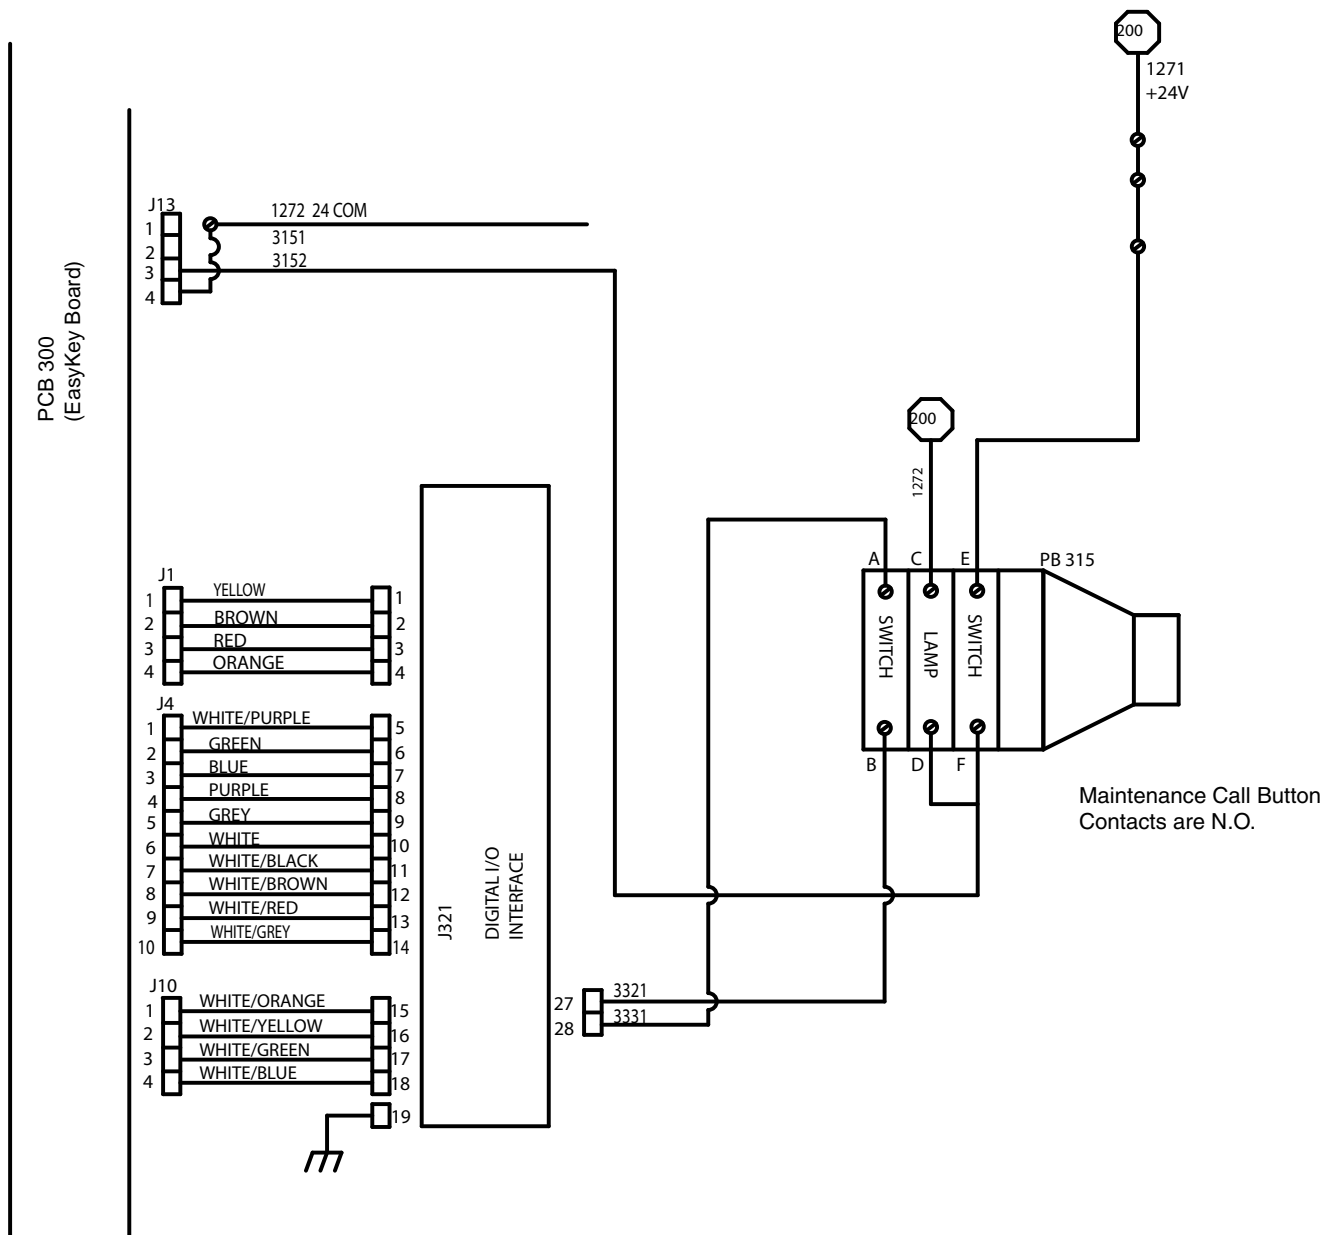 200
1271
+24V
J13
1
2
3
4
1272 24 COM
3151
3152
PCB 300
(EasyKey Board)
200
1272
A C E
PB 315
SWITCH
LAMP
SWITCH
B D F
Maintenance Call Button
Contacts are N.O.
J1
1 YELLOW 1
2 BROWN 2
3 RED 3
4 ORANGE 4
J4
1 WHITE/PURPLE 5
2 GREEN 6
3 BLUE 7
4 PURPLE 8
5 GREY 9
6 WHITE 10
7 WHITE/BLACK 11
8 WHITE/BROWN 12
9 WHITE/RED 13
10 WHITE/GREY 14
J321
DIGITAL I/O
INTERFACE
J10
1 WHITE/ORANGE 15
2 WHITE/YELLOW 16
3 WHITE/GREEN 17
4 WHITE/BLUE 18
19
27 3321
28 3331